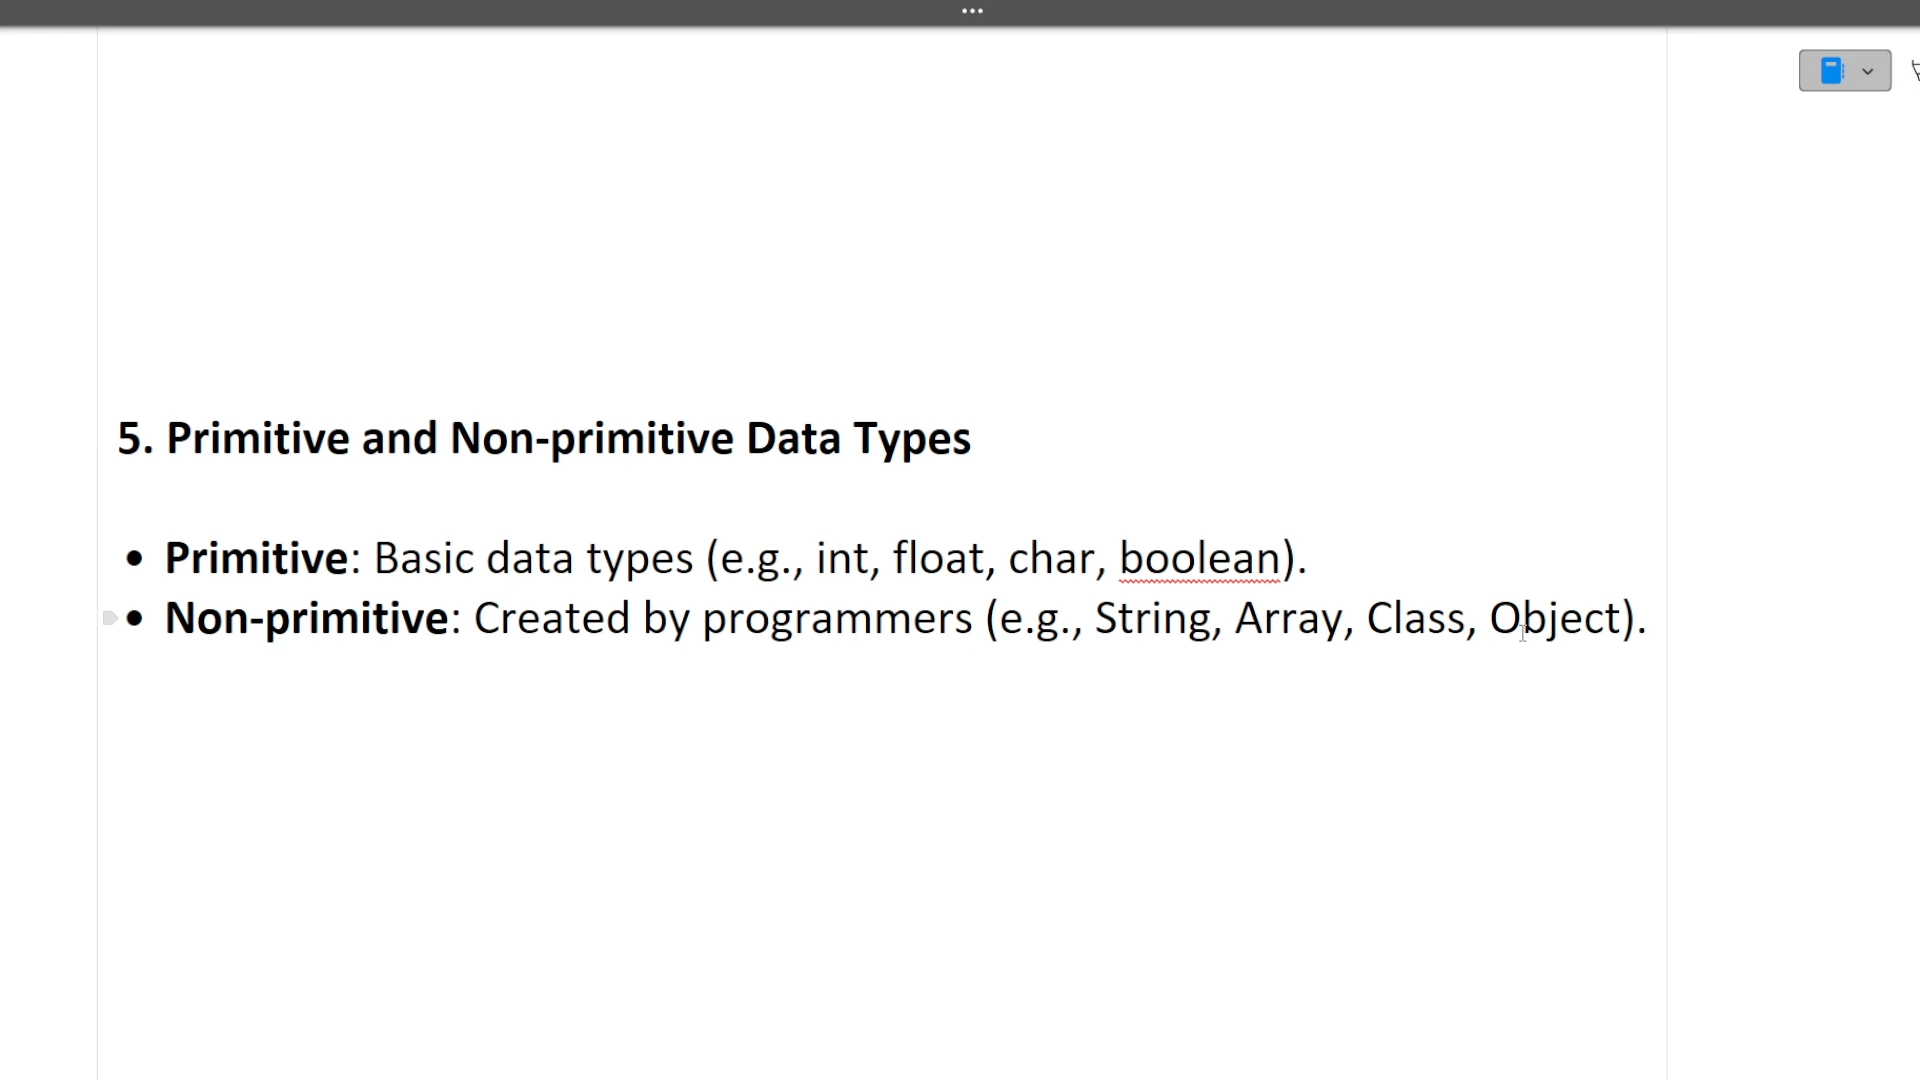 5. Primitive and Non-primitive Data Types
• Primitive: Basic data types (e.g., int, float, char, boolean).
• Non-primitive: Created by programmers (e.g., String, Array, Class, Object).